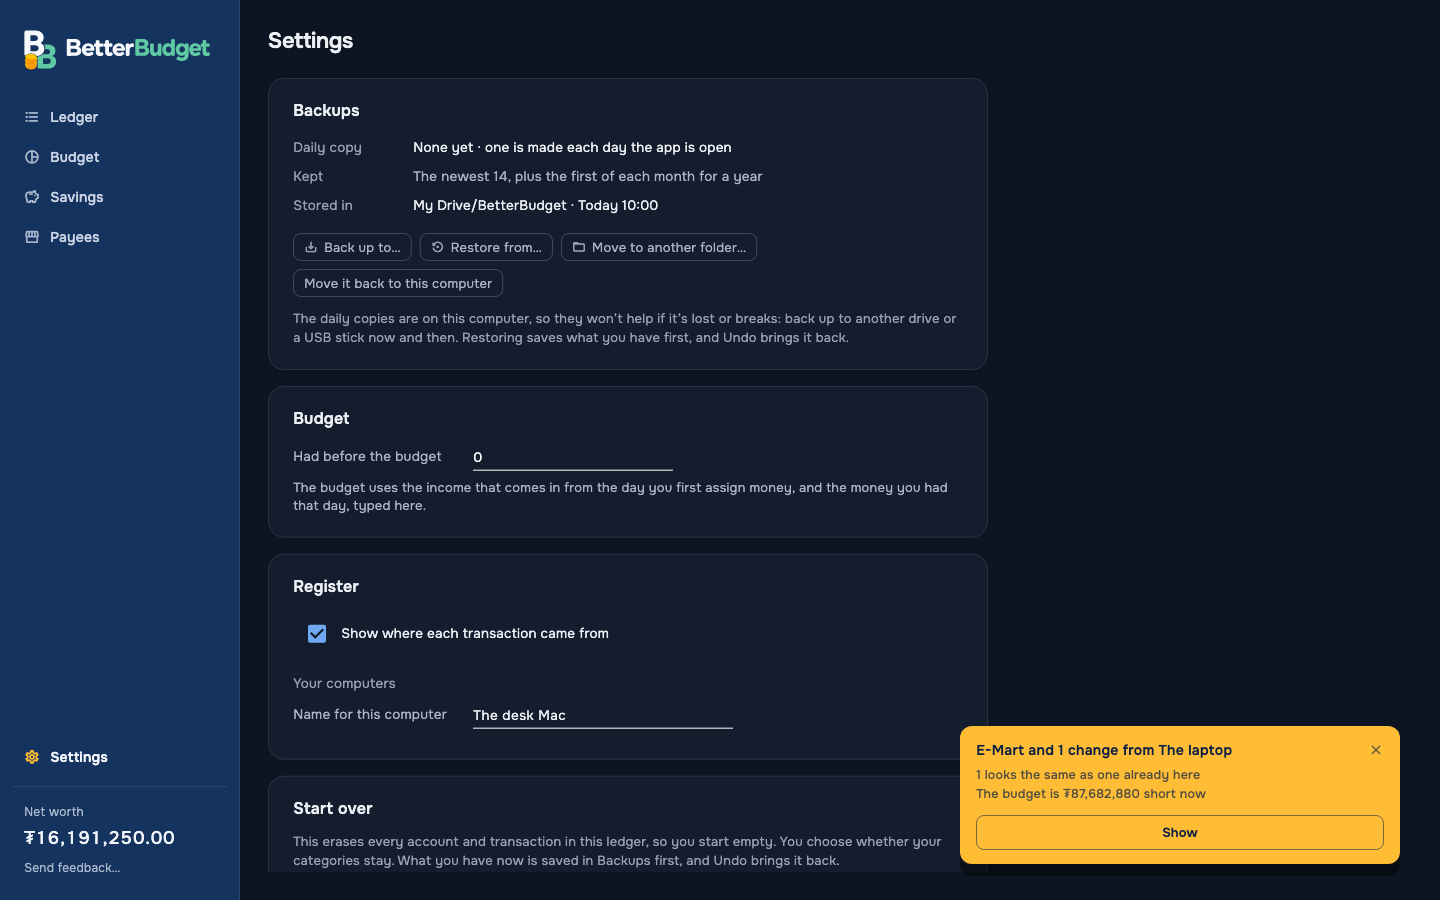 BetterBudget
Ledger
Budget
Savings
Payees
Settings
Net worth
₮16,191,250.00
Send feedback...
Settings
Backups
Daily copy None yet · one is made each day the app is open
Kept The newest 14, plus the first of each month for a year
Stored in My Drive/BetterBudget · Today 10:00
Back up to... Restore from... Move to another folder...
Move it back to this computer
The daily copies are on this computer, so they won't help if it's lost or breaks: back up to another drive or
a USB stick now and then. Restoring saves what you have first, and Undo brings it back.
Budget
Had before the budget 0
The budget uses the income that comes in from the day you first assign money, and the money you had
that day, typed here.
Register
Show where each transaction came from
Your computers
Name for this computer The desk Mac
Start over
This erases every account and transaction in this ledger, so you start empty. You choose whether your
categories stay. What you have now is saved in Backups first, and Undo brings it back.
E-Mart and 1 change from The laptop
1 looks the same as one already here
The budget is ₮87,682,880 short now
Show